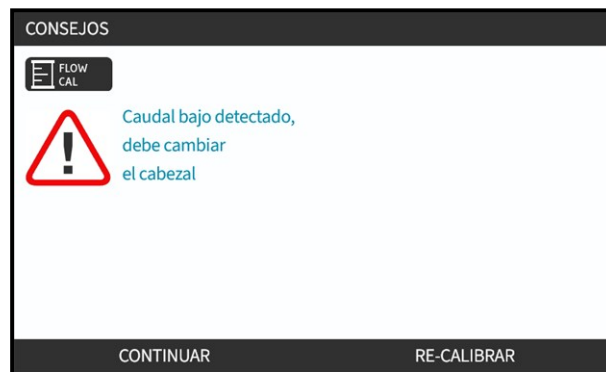 CONSEJOS
FLOW
CAL
Caudal bajo detectado,
debe cambiar
el cabezal
CONTINUAR RE-CALIBRAR